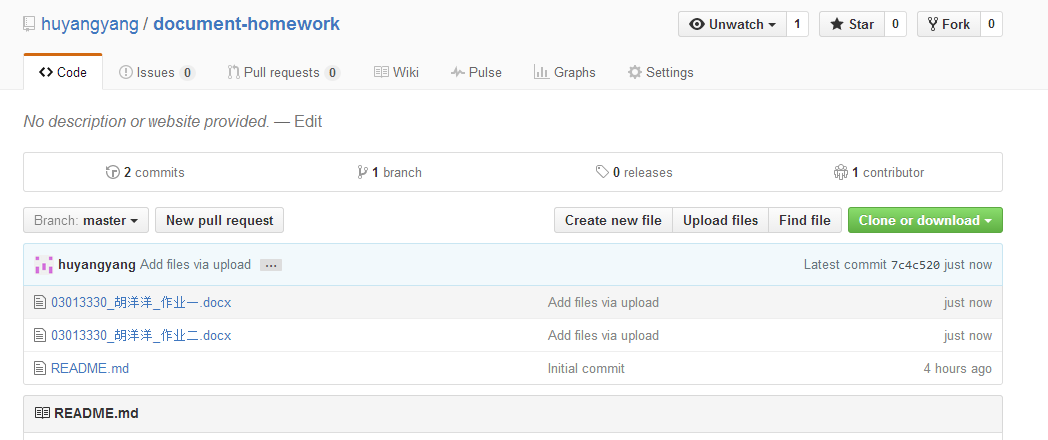 huyangyang / document-homework
Unwatch 1 Star 0 Fork 0
Code Issues 0 Pull requests 0 Wiki Pulse Graphs Settings
No description or website provided. — Edit
2 commits 1 branch 0 releases 1 contributor
Branch: master New pull request Create new file Upload files Find file Clone or download
huyangyang Add files via upload ... Latest commit 7c4c520 just now
03013330_胡洋洋_作业一.docx Add files via upload just now
03013330_胡洋洋_作业二.docx Add files via upload just now
README.md Initial commit 4 hours ago
README.md